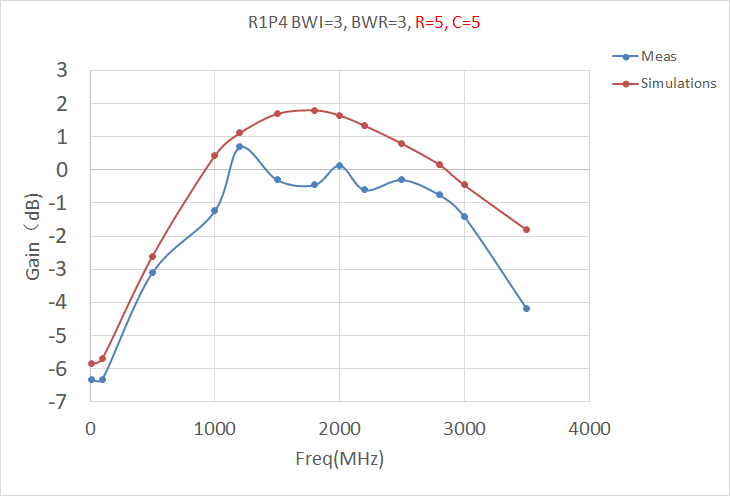 R1P4 BWI=3, BWR=3, R=5, C=5
Meas
Simulations
3
2
1
0
-1
-2
-3
-4
-5
-6
-7
Gain（dB)
0 1000 2000 3000 4000
Freq(MHz)